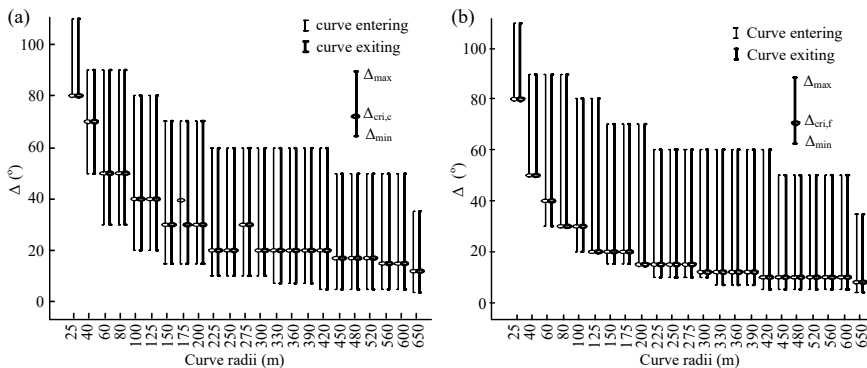 (a)
curve entering
curve exiting
Δmax
Δcri,c
Δmin
Δ (°)
100
80
60
40
20
0
25 40 60 80 100 125 150 175 200 225 250 275 300 330 360 390 420 450 480 520 560 600 650
Curve radii (m)
(b)
Curve entering
Curve exiting
Δmax
Δcri,f
Δmin
Δ (°)
100
80
60
40
20
0
25 40 60 80 100 125 150 175 200 225 250 275 300 330 360 390 420 450 480 520 560 600 650
Curve radii (m)